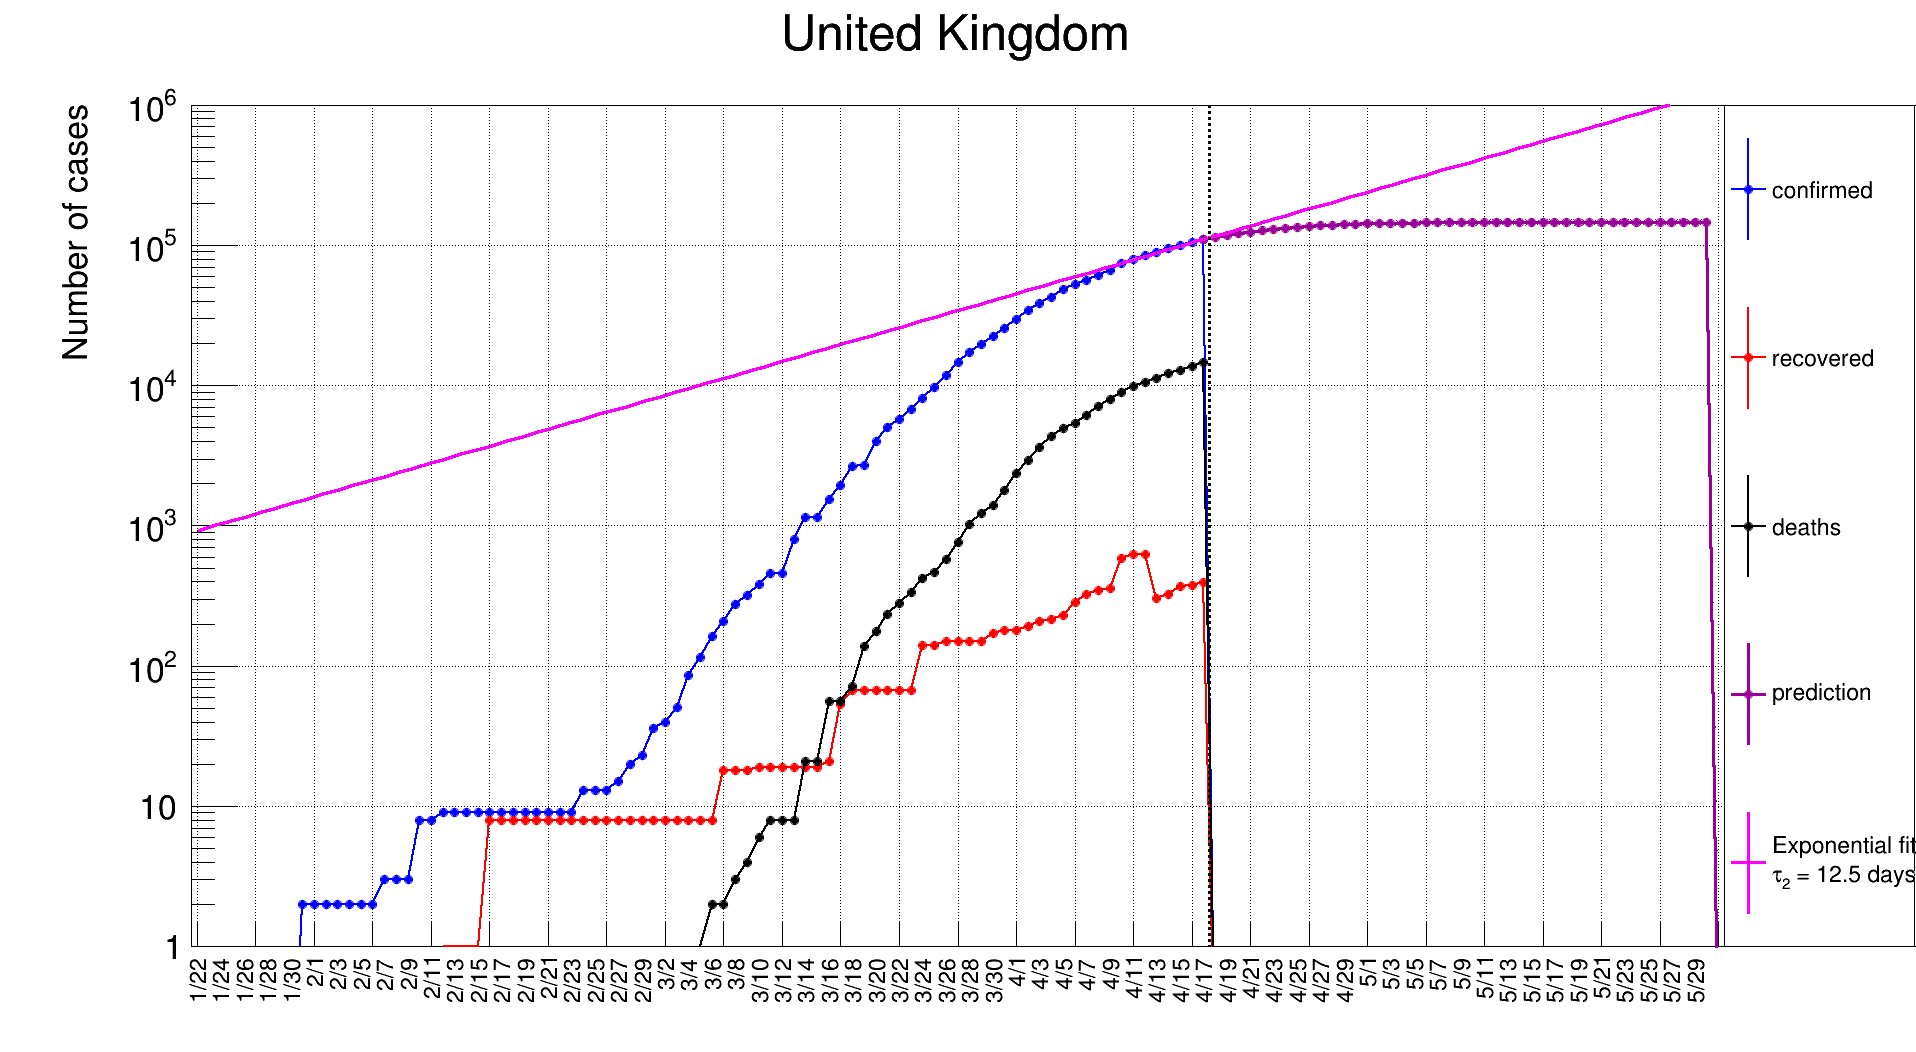 United Kingdom
Number of cases
10^6
10^5
10^4
10^3
10^2
10
1
1/22 1/24 1/26 1/28 1/30 2/1 2/3 2/5 2/7 2/9 2/11 2/13 2/15 2/17 2/19 2/21 2/23 2/25 2/27 2/29 3/2 3/4 3/6 3/8 3/10 3/12 3/14 3/16 3/18 3/20 3/22 3/24 3/26 3/28 3/30 4/1 4/3 4/5 4/7 4/9 4/11 4/13 4/15 4/17 4/19 4/21 4/23 4/25 4/27 4/29 5/1 5/3 5/5 5/7 5/9 5/11 5/13 5/15 5/17 5/19 5/21 5/23 5/25 5/27 5/29
confirmed
recovered
deaths
prediction
Exponential fit
τ₂ = 12.5 days